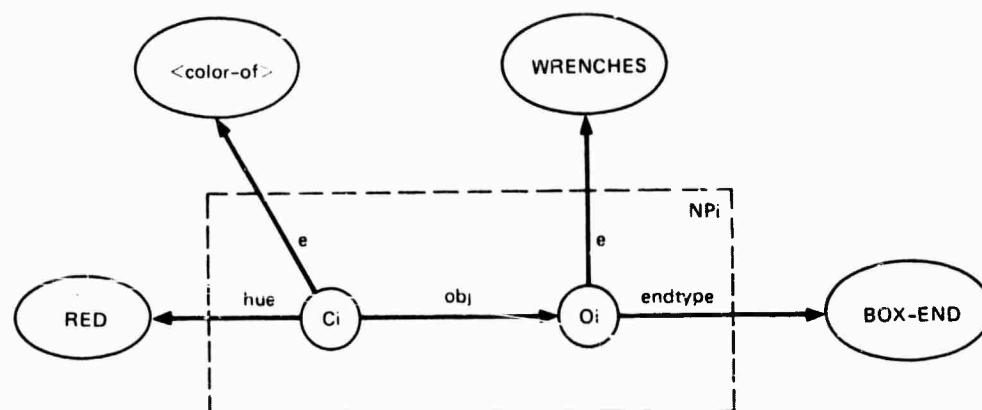 <color-of>
WRENCHES
NPi
e
e
hue
obj
endtype
RED
Ci
Oi
BOX-END